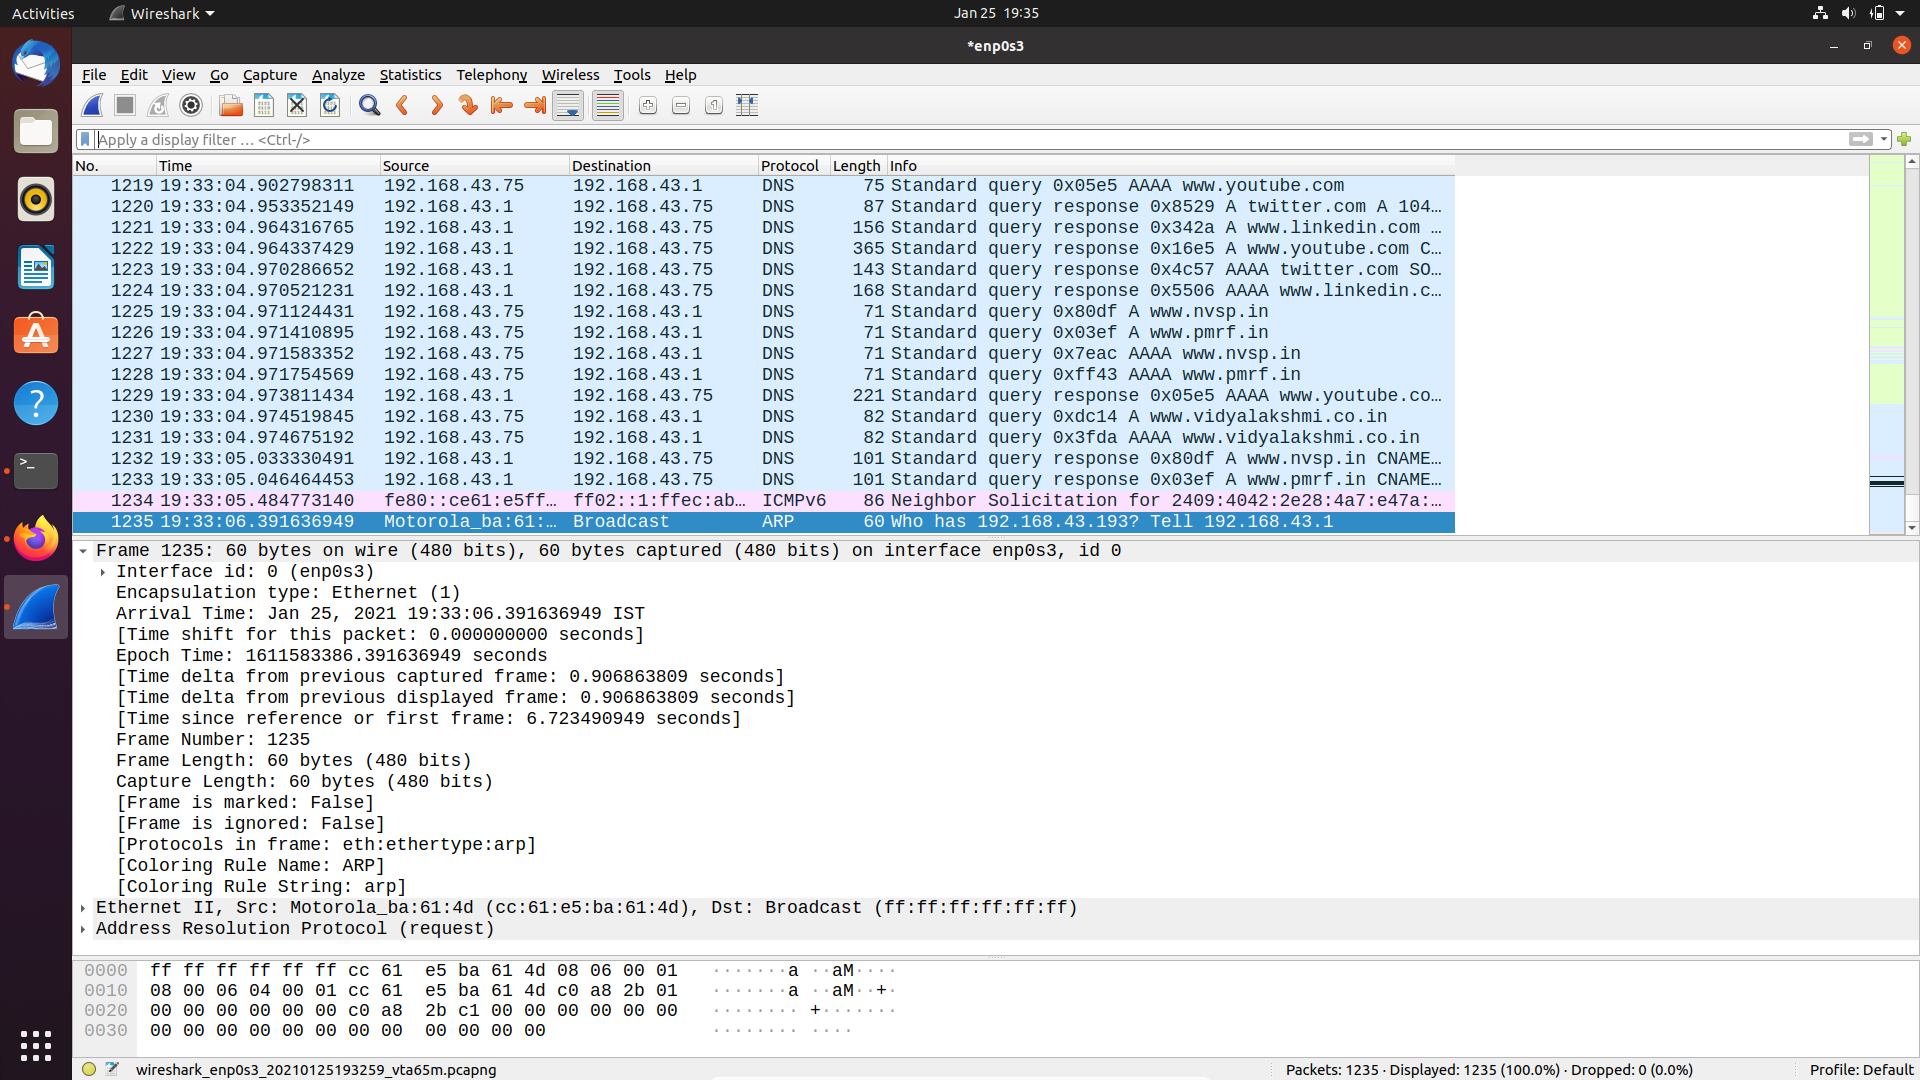 Activities Wireshark Jan 25 19:35
*enp0s3
File Edit View Go Capture Analyze Statistics Telephony Wireless Tools Help
Apply a display filter … <Ctrl-/>
No. Time Source Destination Protocol Length Info
1219 19:33:04.902798311 192.168.43.75 192.168.43.1 DNS 75 Standard query 0x05e5 AAAA www.youtube.com
1220 19:33:04.953352149 192.168.43.1 192.168.43.75 DNS 87 Standard query response 0x8529 A twitter.com A 104…
1221 19:33:04.964316765 192.168.43.1 192.168.43.75 DNS 156 Standard query response 0x342a A www.linkedin.com …
1222 19:33:04.964337429 192.168.43.1 192.168.43.75 DNS 365 Standard query response 0x16e5 A www.youtube.com C…
1223 19:33:04.970286652 192.168.43.1 192.168.43.75 DNS 143 Standard query response 0x4c57 AAAA twitter.com SO…
1224 19:33:04.970521231 192.168.43.1 192.168.43.75 DNS 168 Standard query response 0x5506 AAAA www.linkedin.c…
1225 19:33:04.971124431 192.168.43.75 192.168.43.1 DNS 71 Standard query 0x80df A www.nvsp.in
1226 19:33:04.971410895 192.168.43.75 192.168.43.1 DNS 71 Standard query 0x03ef A www.pmrf.in
1227 19:33:04.971583352 192.168.43.75 192.168.43.1 DNS 71 Standard query 0x7eac AAAA www.nvsp.in
1228 19:33:04.971754569 192.168.43.75 192.168.43.1 DNS 71 Standard query 0xff43 AAAA www.pmrf.in
1229 19:33:04.973811434 192.168.43.1 192.168.43.75 DNS 221 Standard query response 0x05e5 AAAA www.youtube.co…
1230 19:33:04.974519845 192.168.43.75 192.168.43.1 DNS 82 Standard query 0xdc14 A www.vidyalakshmi.co.in
1231 19:33:04.974675192 192.168.43.75 192.168.43.1 DNS 82 Standard query 0x3fda AAAA www.vidyalakshmi.co.in
1232 19:33:05.033330491 192.168.43.1 192.168.43.75 DNS 101 Standard query response 0x80df A www.nvsp.in CNAME…
1233 19:33:05.046464453 192.168.43.1 192.168.43.75 DNS 101 Standard query response 0x03ef A www.pmrf.in CNAME…
1234 19:33:05.484773140 fe80::ce61:e5ff… ff02::1:ffec:ab… ICMPv6 86 Neighbor Solicitation for 2409:4042:2e28:4a7:e47a:…
1235 19:33:06.391636949 Motorola_ba:61:… Broadcast ARP 60 Who has 192.168.43.193? Tell 192.168.43.1
Frame 1235: 60 bytes on wire (480 bits), 60 bytes captured (480 bits) on interface enp0s3, id 0
Interface id: 0 (enp0s3)
Encapsulation type: Ethernet (1)
Arrival Time: Jan 25, 2021 19:33:06.391636949 IST
[Time shift for this packet: 0.000000000 seconds]
Epoch Time: 1611583386.391636949 seconds
[Time delta from previous captured frame: 0.906863809 seconds]
[Time delta from previous displayed frame: 0.906863809 seconds]
[Time since reference or first frame: 6.723490949 seconds]
Frame Number: 1235
Frame Length: 60 bytes (480 bits)
Capture Length: 60 bytes (480 bits)
[Frame is marked: False]
[Frame is ignored: False]
[Protocols in frame: eth:ethertype:arp]
[Coloring Rule Name: ARP]
[Coloring Rule String: arp]
Ethernet II, Src: Motorola_ba:61:4d (cc:61:e5:ba:61:4d), Dst: Broadcast (ff:ff:ff:ff:ff:ff)
Address Resolution Protocol (request)
0000 ff ff ff ff ff ff cc 61 e5 ba 61 4d 08 06 00 01 ·······a ··aM····
0010 08 00 06 04 00 01 cc 61 e5 ba 61 4d c0 a8 2b 01 ·······a ··aM··+·
0020 00 00 00 00 00 00 c0 a8 2b c1 00 00 00 00 00 00 ········ +·······
0030 00 00 00 00 00 00 00 00 00 00 00 00 ········ ····
wireshark_enp0s3_20210125193259_vta65m.pcapng Packets: 1235 · Displayed: 1235 (100.0%) · Dropped: 0 (0.0%) Profile: Default